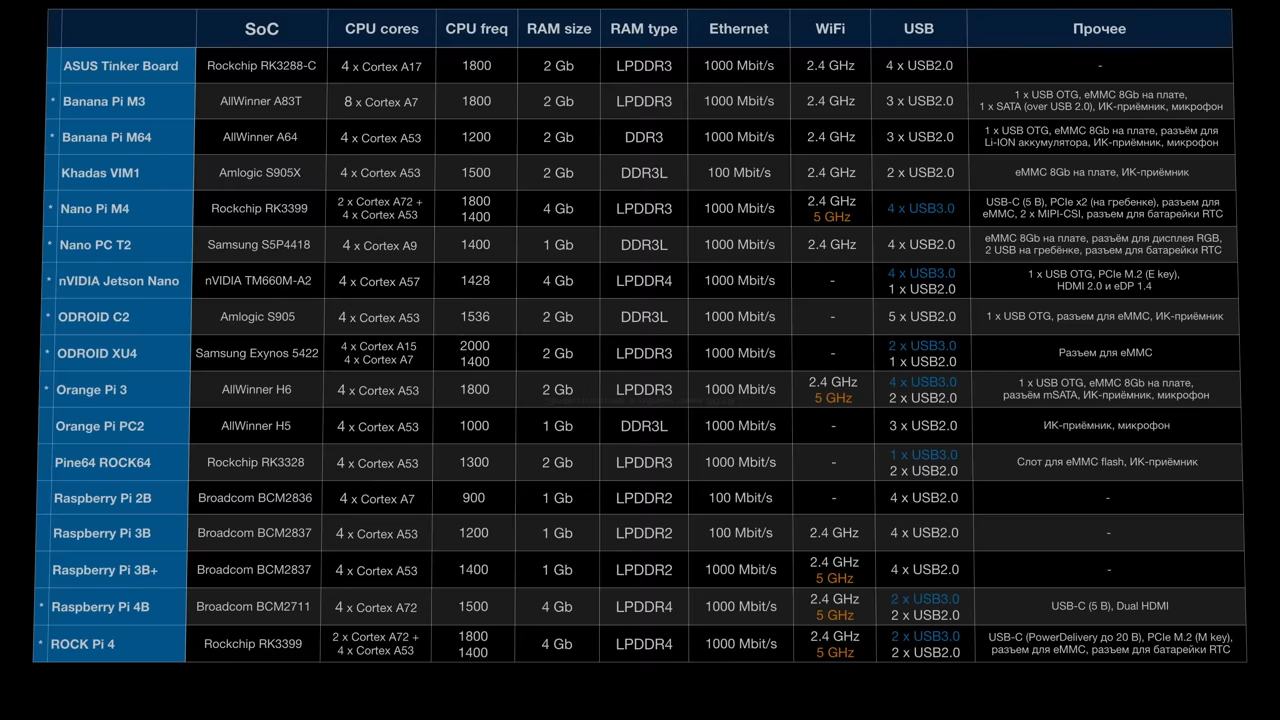 SoC CPU cores CPU freq RAM size RAM type Ethernet WiFi USB Прочее
ASUS Tinker Board Rockchip RK3288-C 4 x Cortex A17 1800 2 Gb LPDDR3 1000 Mbit/s 2.4 GHz 4 x USB2.0 -
* Banana Pi M3 AllWinner A83T 8 x Cortex A7 1800 2 Gb LPDDR3 1000 Mbit/s 2.4 GHz 3 x USB2.0 1 x USB OTG, eMMC 8Gb на плате,
1 x SATA (over USB 2.0), ИК-приёмник, микрофон
* Banana Pi M64 AllWinner A64 4 x Cortex A53 1200 2 Gb DDR3 1000 Mbit/s 2.4 GHz 3 x USB2.0 1 x USB OTG, eMMC 8Gb на плате, разъём для
Li-ION аккумулятора, ИК-приёмник, микрофон
Khadas VIM1 Amlogic S905X 4 x Cortex A53 1500 2 Gb DDR3L 100 Mbit/s 2.4 GHz 2 x USB2.0 eMMC 8Gb на плате, ИК-приёмник
* Nano Pi M4 Rockchip RK3399 2 x Cortex A72 + 1800 4 Gb LPDDR3 1000 Mbit/s 2.4 GHz 4 x USB3.0 USB-C (5 В), PCIe x2 (на гребенке), разъем для
4 x Cortex A53 1400 5 GHz eMMC, 2 x MIPI-CSI, разъем для батарейки RTC
* Nano PC T2 Samsung S5P4418 4 x Cortex A9 1400 1 Gb DDR3L 1000 Mbit/s 2.4 GHz 4 x USB2.0 eMMC 8Gb на плате, разъём для дисплея RGB,
2 USB на гребёнке, разъем для батарейки RTC
* nVIDIA Jetson Nano nVIDIA TM660M-A2 4 x Cortex A57 1428 4 Gb LPDDR4 1000 Mbit/s - 4 x USB3.0 1 x USB OTG, PCIe M.2 (E key),
1 x USB2.0 HDMI 2.0 и eDP 1.4
* ODROID C2 Amlogic S905 4 x Cortex A53 1536 2 Gb DDR3L 1000 Mbit/s - 5 x USB2.0 1 x USB OTG, разъем для eMMC, ИК-приёмник
* ODROID XU4 Samsung Exynos 5422 4 x Cortex A15 2000 2 Gb LPDDR3 1000 Mbit/s - 2 x USB3.0 Разъем для eMMC
4 x Cortex A7 1400 1 x USB2.0
* Orange Pi 3 AllWinner H6 4 x Cortex A53 1800 2 Gb LPDDR3 1000 Mbit/s 2.4 GHz 4 x USB3.0 1 x USB OTG, eMMC 8Gb на плате,
5 GHz 2 x USB2.0 разъём mSATA, ИК-приёмник, микрофон
Orange Pi PC2 AllWinner H5 4 x Cortex A53 1000 1 Gb DDR3L 1000 Mbit/s - 3 x USB2.0 ИК-приёмник, микрофон
Pine64 ROCK64 Rockchip RK3328 4 x Cortex A53 1300 2 Gb LPDDR3 1000 Mbit/s - 1 x USB3.0 Слот для eMMC flash, ИК-приёмник
2 x USB2.0
Raspberry Pi 2B Broadcom BCM2836 4 x Cortex A7 900 1 Gb LPDDR2 100 Mbit/s - 4 x USB2.0 -
Raspberry Pi 3B Broadcom BCM2837 4 x Cortex A53 1200 1 Gb LPDDR2 100 Mbit/s 2.4 GHz 4 x USB2.0 -
Raspberry Pi 3B+ Broadcom BCM2837 4 x Cortex A53 1400 1 Gb LPDDR2 1000 Mbit/s 2.4 GHz 4 x USB2.0 -
5 GHz
* Raspberry Pi 4B Broadcom BCM2711 4 x Cortex A72 1500 4 Gb LPDDR4 1000 Mbit/s 2.4 GHz 2 x USB3.0 USB-C (5 В), Dual HDMI
5 GHz 2 x USB2.0
* ROCK Pi 4 Rockchip RK3399 2 x Cortex A72 + 1800 4 Gb LPDDR4 1000 Mbit/s 2.4 GHz 2 x USB3.0 USB-C (PowerDelivery до 20 В), PCIe M.2 (M key),
4 x Cortex A53 1400 5 GHz 2 x USB2.0 разъем для eMMC, разъем для батарейки RTC